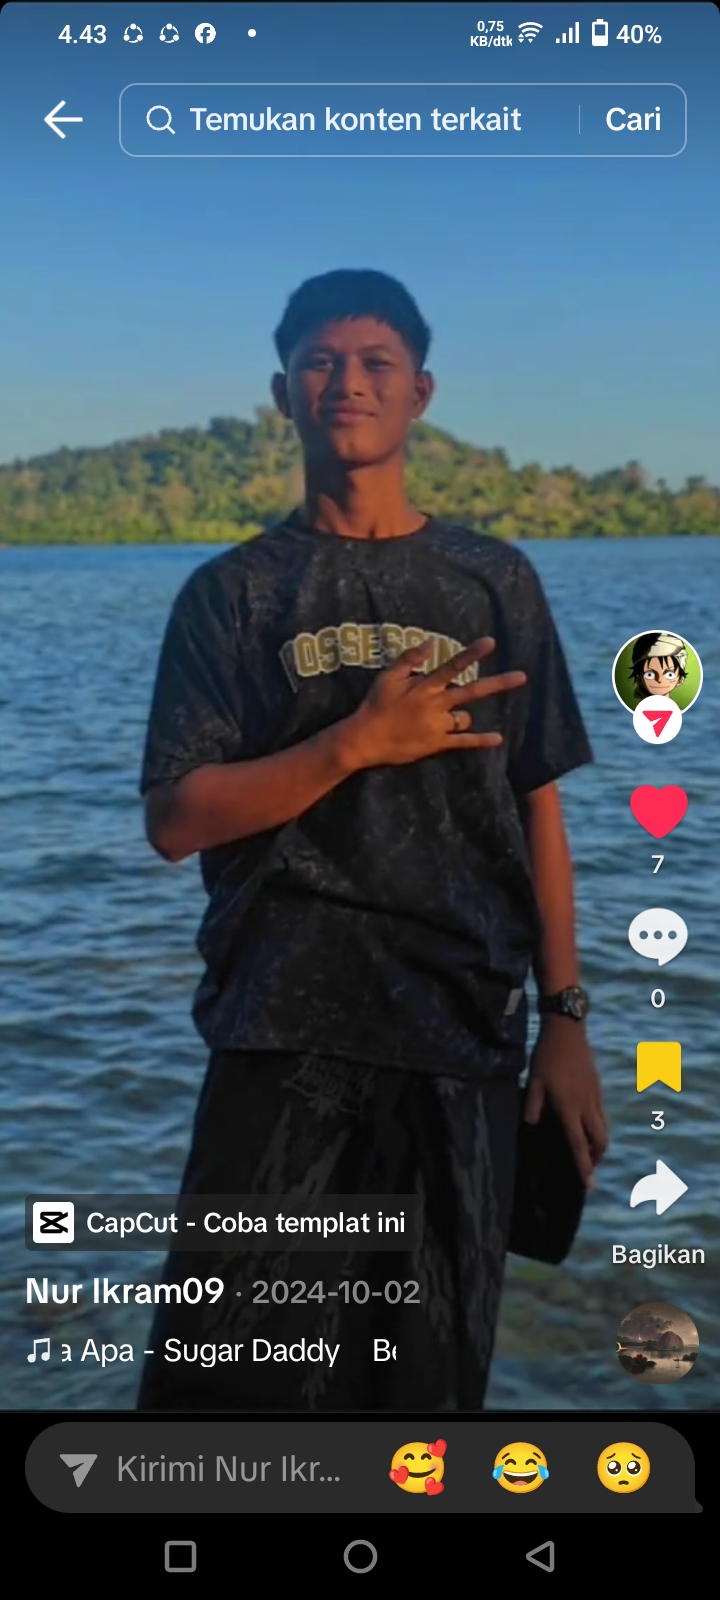 4.43
0,75
KB/dtk
40%
Temukan konten terkait
Cari
7
0
3
Bagikan
CapCut - Coba templat ini
Nur Ikram09 · 2024-10-02
a Apa - Sugar Daddy
Kirimi Nur Ikr...